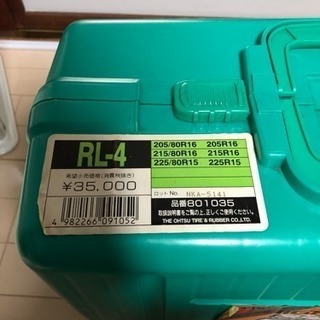 RL-4
205/80R16 205R16
215/80R16 215R16
225/80R15 225R15
希望小売価格(消費税抜き)
¥35,000
ロットNo. NKA-5141
品番801035
取扱説明書をご覧の上、正しくご使用ください。
THE OHTSU TIRE & RUBBER CO.,LTD.
4 982266 091052